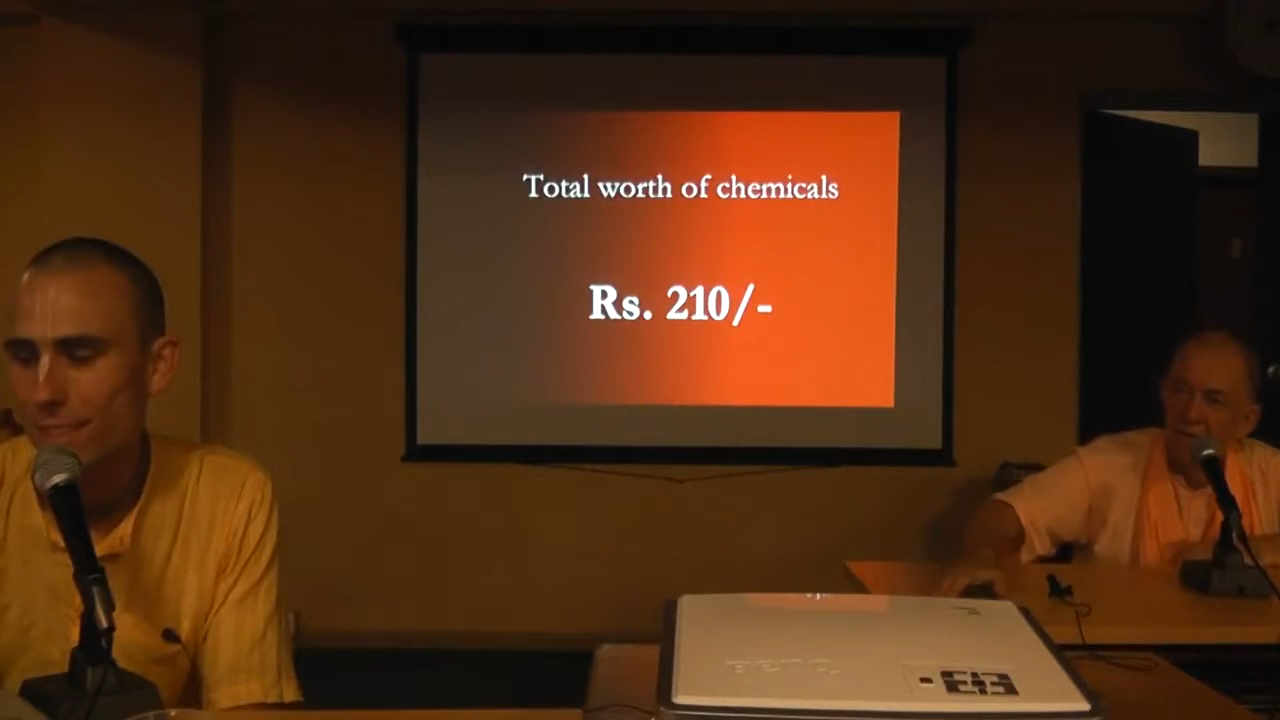 Total worth of chemicals
Rs. 210/-